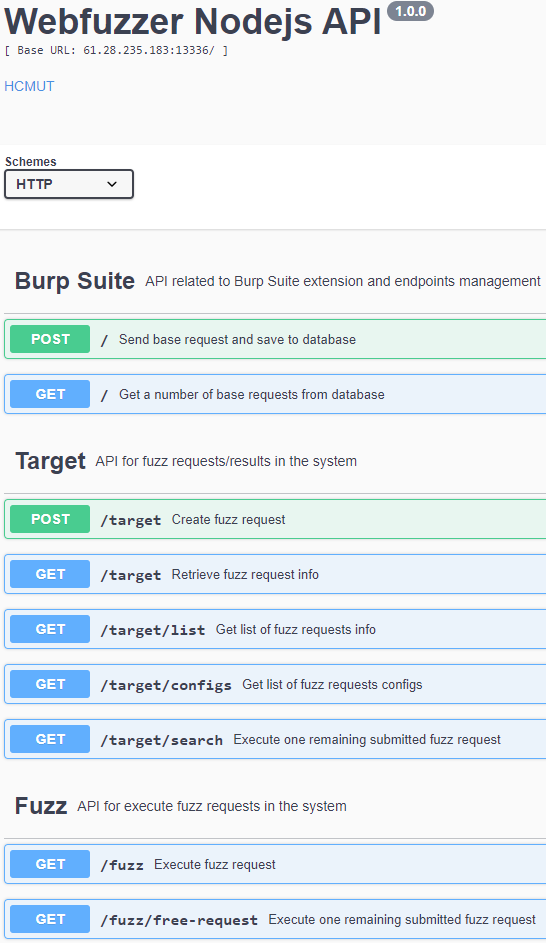 Webfuzzer Nodejs API 1.0.0
[ Base URL: 61.28.235.183:13336/ ]
HCMUT
Schemes
HTTP
Burp Suite API related to Burp Suite extension and endpoints management
POST / Send base request and save to database
GET / Get a number of base requests from database
Target API for fuzz requests/results in the system
POST /target Create fuzz request
GET /target Retrieve fuzz request info
GET /target/list Get list of fuzz requests info
GET /target/configs Get list of fuzz requests configs
GET /target/search Execute one remaining submitted fuzz request
Fuzz API for execute fuzz requests in the system
GET /fuzz Execute fuzz request
GET /fuzz/free-request Execute one remaining submitted fuzz request